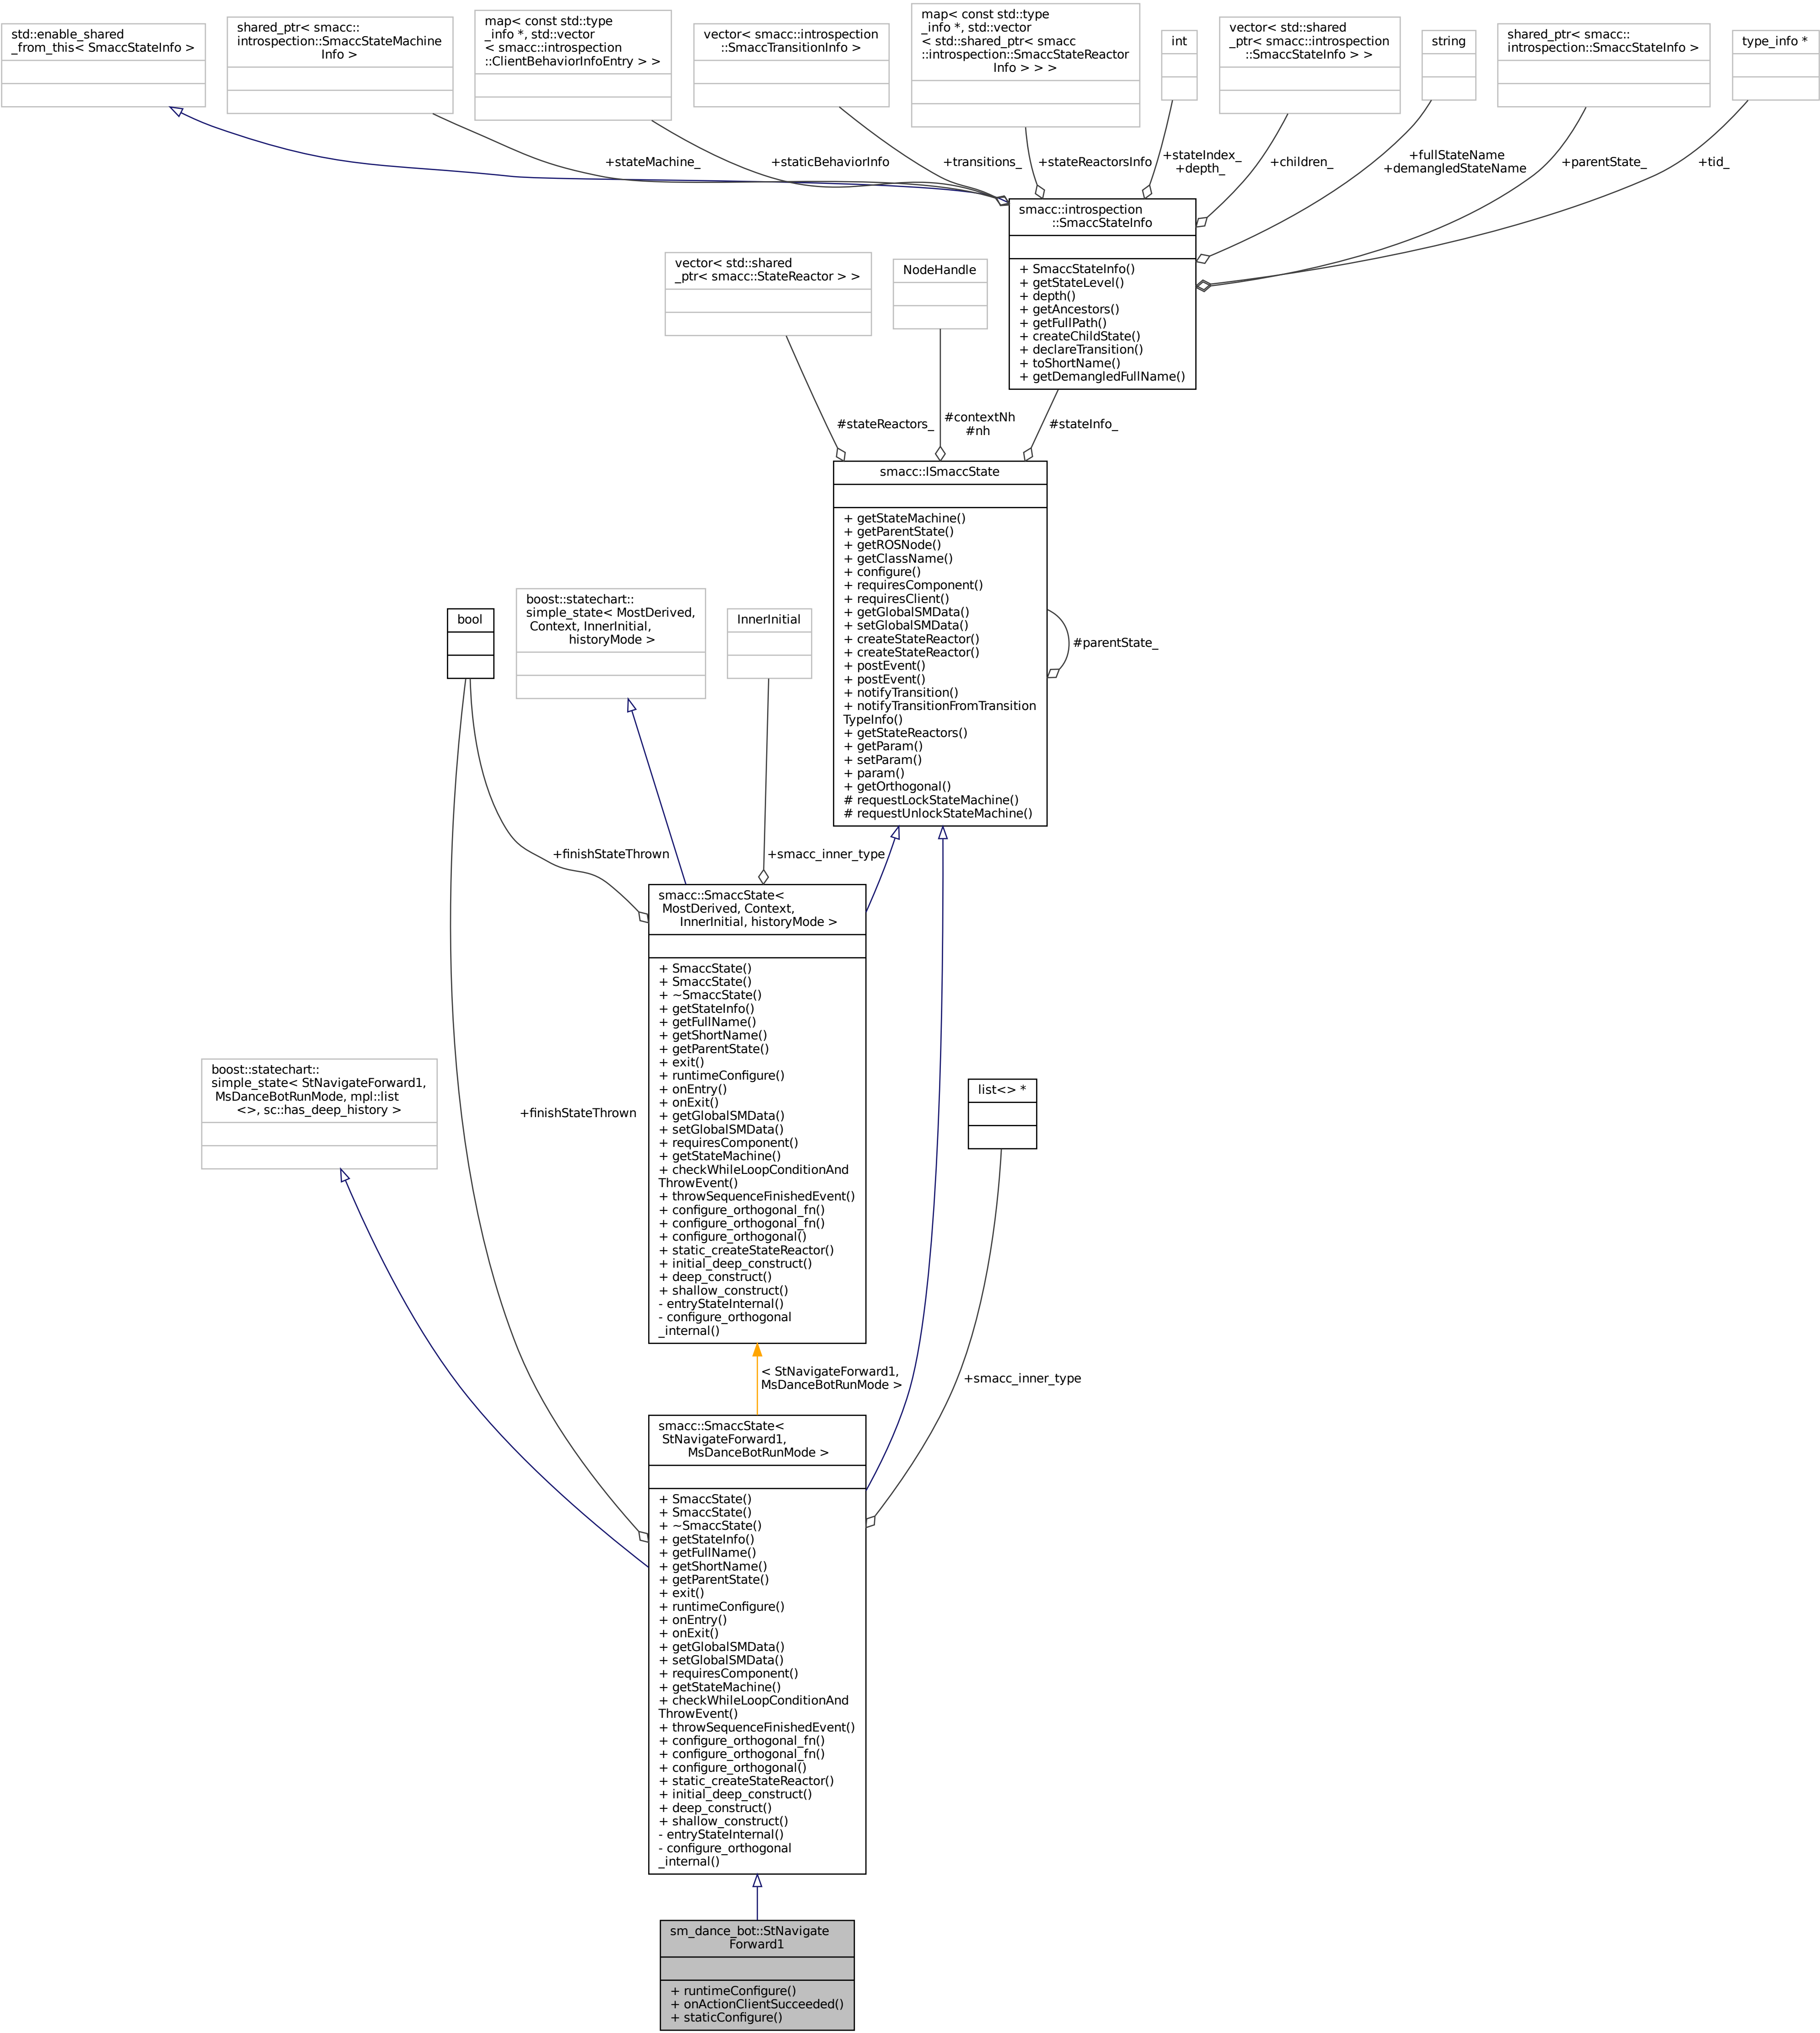 std::enable_shared
_from_this< SmaccStateInfo >
shared_ptr< smacc::
introspection::SmaccStateMachine
Info >
map< const std::type
_info *, std::vector
< smacc::introspection
::ClientBehaviorInfoEntry > >
vector< smacc::introspection
::SmaccTransitionInfo >
map< const std::type
_info *, std::vector
< std::shared_ptr< smacc
::introspection::SmaccStateReactor
Info > > >
int
vector< std::shared
_ptr< smacc::introspection
::SmaccStateInfo > >
string
shared_ptr< smacc::
introspection::SmaccStateInfo >
type_info *
+stateMachine_
+staticBehaviorInfo
+transitions_
+stateReactorsInfo
+stateIndex_
+depth_
+children_
+fullStateName
+demangledStateName
+parentState_
+tid_
smacc::introspection
::SmaccStateInfo
+ SmaccStateInfo()
+ getStateLevel()
+ depth()
+ getAncestors()
+ getFullPath()
+ createChildState()
+ declareTransition()
+ toShortName()
+ getDemangledFullName()
vector< std::shared
_ptr< smacc::StateReactor > >
NodeHandle
#stateReactors_
#contextNh
#nh
#stateInfo_
smacc::ISmaccState
+ getStateMachine()
+ getParentState()
+ getROSNode()
+ getClassName()
+ configure()
+ requiresComponent()
+ requiresClient()
+ getGlobalSMData()
+ setGlobalSMData()
+ createStateReactor()
+ createStateReactor()
+ postEvent()
+ postEvent()
+ notifyTransition()
+ notifyTransitionFromTransition
TypeInfo()
+ getStateReactors()
+ getParam()
+ setParam()
+ param()
+ getOrthogonal()
# requestLockStateMachine()
# requestUnlockStateMachine()
#parentState_
bool
boost::statechart::
simple_state< MostDerived,
Context, InnerInitial,
historyMode >
InnerInitial
+finishStateThrown
+smacc_inner_type
smacc::SmaccState<
MostDerived, Context,
InnerInitial, historyMode >
+ SmaccState()
+ SmaccState()
+ ~SmaccState()
+ getStateInfo()
+ getFullName()
+ getShortName()
+ getParentState()
+ exit()
+ runtimeConfigure()
+ onEntry()
+ onExit()
+ getGlobalSMData()
+ setGlobalSMData()
+ requiresComponent()
+ getStateMachine()
+ checkWhileLoopConditionAnd
ThrowEvent()
+ throwSequenceFinishedEvent()
+ configure_orthogonal_fn()
+ configure_orthogonal_fn()
+ configure_orthogonal()
+ static_createStateReactor()
+ initial_deep_construct()
+ deep_construct()
+ shallow_construct()
- entryStateInternal()
- configure_orthogonal
_internal()
boost::statechart::
simple_state< StNavigateForward1,
MsDanceBotRunMode, mpl::list
<>, sc::has_deep_history >
+finishStateThrown
list<> *
< StNavigateForward1,
MsDanceBotRunMode >
+smacc_inner_type
smacc::SmaccState<
StNavigateForward1,
MsDanceBotRunMode >
+ SmaccState()
+ SmaccState()
+ ~SmaccState()
+ getStateInfo()
+ getFullName()
+ getShortName()
+ getParentState()
+ exit()
+ runtimeConfigure()
+ onEntry()
+ onExit()
+ getGlobalSMData()
+ setGlobalSMData()
+ requiresComponent()
+ getStateMachine()
+ checkWhileLoopConditionAnd
ThrowEvent()
+ throwSequenceFinishedEvent()
+ configure_orthogonal_fn()
+ configure_orthogonal_fn()
+ configure_orthogonal()
+ static_createStateReactor()
+ initial_deep_construct()
+ deep_construct()
+ shallow_construct()
- entryStateInternal()
- configure_orthogonal
_internal()
sm_dance_bot::StNavigate
Forward1
+ runtimeConfigure()
+ onActionClientSucceeded()
+ staticConfigure()